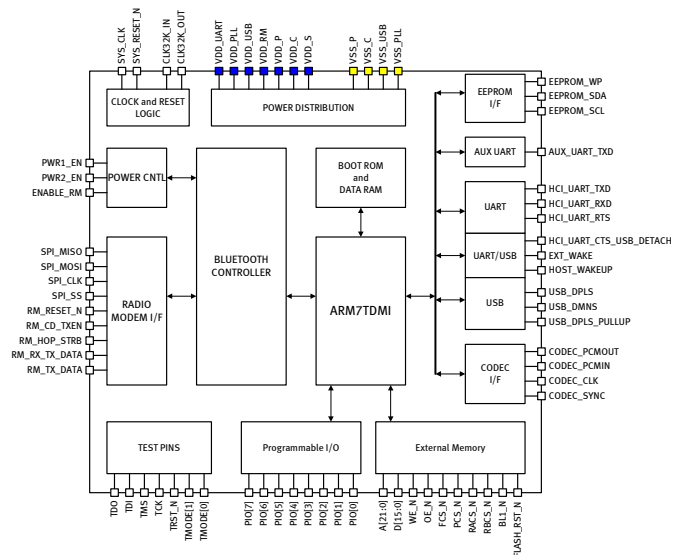 SYS_CLK
SYS_RESET_N
CLK32K_IN
CLK32K_OUT
VDD_UART
VDD_PLL
VDD_USB
VDD_RM
VDD_P
VDD_C
VDD_S
VSS_P
VSS_C
VSS_USB
VSS_PLL
CLOCK and RESET
LOGIC
POWER DISTRIBUTION
EEPROM
I/F
EEPROM_WP
EEPROM_SDA
EEPROM_SCL
AUX UART
AUX_UART_TXD
PWR1_EN
PWR2_EN
ENABLE_RM
POWER CNTL
BOOT ROM
and
DATA RAM
UART
HCI_UART_TXD
HCI_UART_RXD
HCI_UART_RTS
UART/USB
HCI_UART_CTS_USB_DETACH
EXT_WAKE
HOST_WAKEUP
SPI_MISO
SPI_MOSI
SPI_CLK
SPI_SS
RM_RESET_N
RM_CD_TXEN
RM_HOP_STRB
RM_RX_TX_DATA
RM_TX_DATA
RADIO
MODEM I/F
BLUETOOTH
CONTROLLER
ARM7TDMI
USB
USB_DPLS
USB_DMNS
USB_DPLS_PULLUP
CODEC
I/F
CODEC_PCMOUT
CODEC_PCMIN
CODEC_CLK
CODEC_SYNC
TEST PINS
Programmable I/O
External Memory
TDO
TDI
TMS
TCK
TRST_N
TMODE[1]
TMODE[0]
PIO[7]
PIO[6]
PIO[5]
PIO[4]
PIO[3]
PIO[2]
PIO[1]
PIO[0]
A[21:0]
D[15:0]
WE_N
OE_N
FCS_N
PCS_N
RACS_N
RBCS_N
BL1_N
FLASH_RST_N